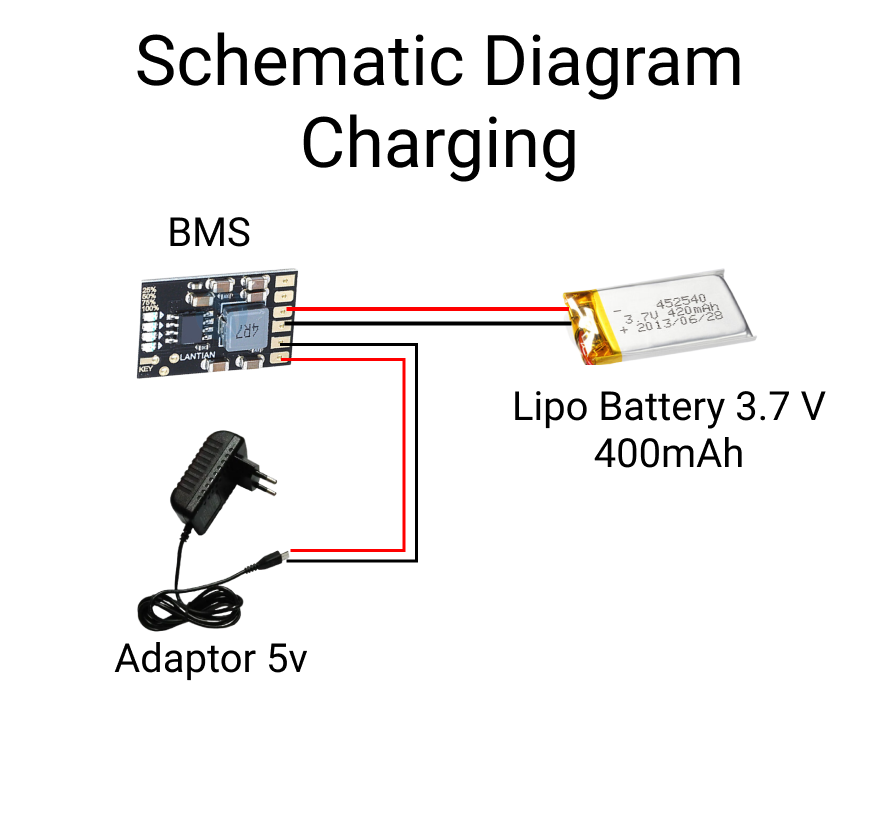 Schematic Diagram
Charging
BMS
25%
50%
75%
100%
4R7
LANTIAN
KEY
- 452540
3.7V 420mAh
+ 2013/06/28
Lipo Battery 3.7 V
400mAh
Adaptor 5v